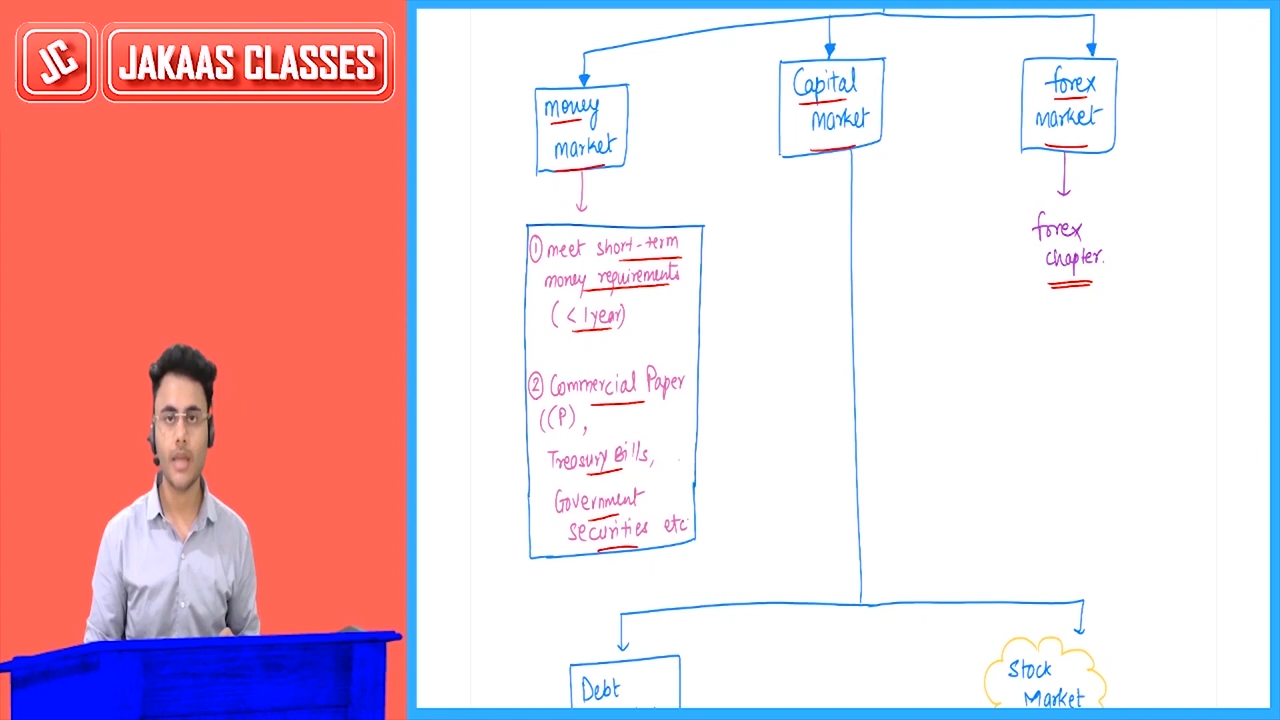 JC
JAKAAS CLASSES
money
market
Capital
market
forex
market
① meet short-term
money requirements
(< 1 year)
② Commercial Paper
(CP),
Treasury Bills,
Government
securities etc.
forex
chapter.
Debt
Stock
Market